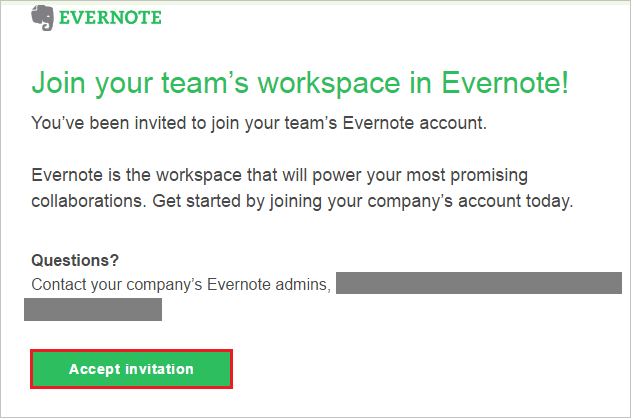 EVERNOTE
Join your team’s workspace in Evernote!
You’ve been invited to join your team’s Evernote account.
Evernote is the workspace that will power your most promising
collaborations. Get started by joining your company’s account today.
Questions?
Contact your company’s Evernote admins,
Accept invitation